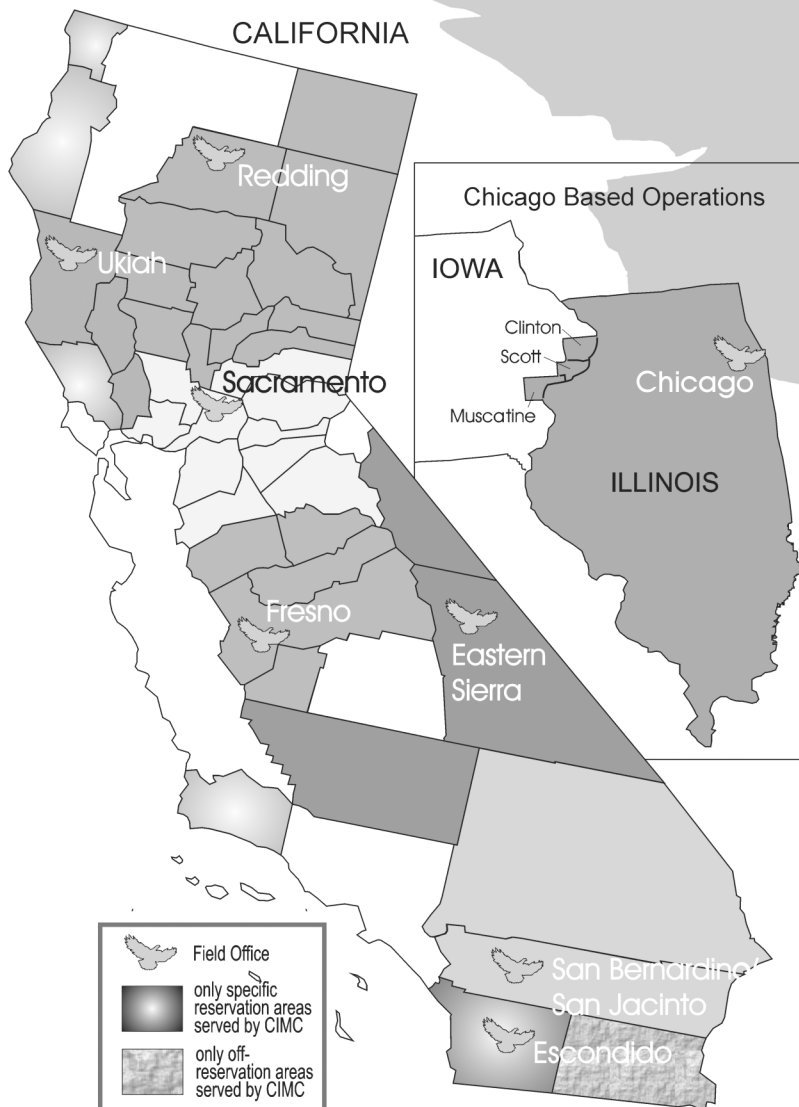 CALIFORNIA
Redding
Ukiah
Sacramento
Fresno
Eastern
Sierra
San Bernardino/
San Jacinto
Escondido
Chicago Based Operations
IOWA
Clinton
Scott
Muscatine
Chicago
ILLINOIS
Field Office
only specific
reservation areas
served by CIMC
only off-
reservation areas
served by CIMC